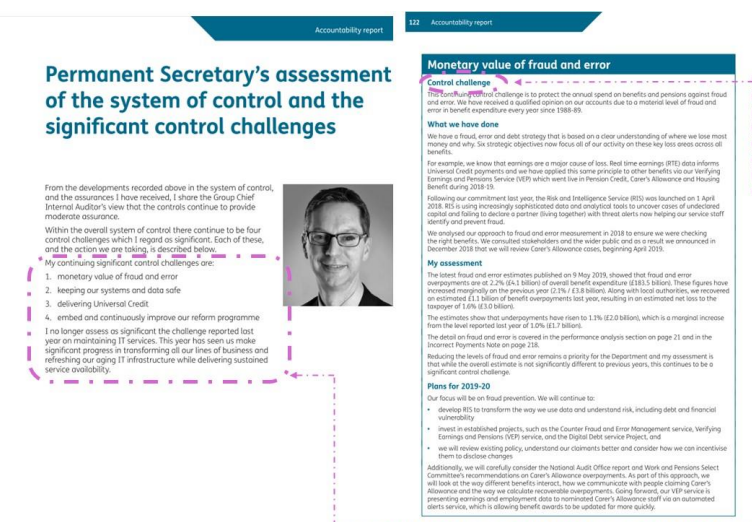 Accountability report
Permanent Secretary's assessment
of the system of control and the
significant control challenges
From the developments recorded above in the system of control,
and the assurances I have received, I share the Group Chief
Internal Auditor's view that the controls continue to provide
moderate assurance.
Within the overall system of control there continue to be four
control challenges which I regard as significant. Each of these,
and the action we are taking, is described below.
My continuing significant control challenges are:
1. monetary value of fraud and error
2. keeping our systems and data safe
3. delivering Universal Credit
4. embed and continuously improve our reform programme
I no longer assess as significant the challenge reported last
year on maintaining IT services. This year has seen us make
significant progress in transforming all our lines of business and
refreshing our aging IT infrastructure while delivering sustained
service availability.
122 Accountability report
Monetary value of fraud and error
Control challenge
This continuing control challenge is to protect the annual spend on benefits and pensions against fraud
and error. We have received a qualified opinion on our accounts due to a material level of fraud and
error in benefit expenditure every year since 1988-89.
What we have done
We have a fraud, error and debt strategy that is based on a clear understanding of where we lose most
money and why. Six strategic objectives now focus all of our activity on these key loss areas across all
benefits.
For example, we know that earnings are a major cause of loss. Real time earnings (RTE) data informs
Universal Credit payments and we have applied this same principle to other benefits via our Verifying
Earnings and Pensions Service (VEP) which went live in Pension Credit, Carer's Allowance and Housing
Benefit during 2018-19.
Following our commitment last year, the Risk and Intelligence Service (RIS) was launched on 1 April
2018. RIS is using increasingly sophisticated data and analytical tools to uncover cases of undeclared
capital and failing to declare a partner (living together) with threat alerts now helping our service staff
identify and prevent fraud.
We analysed our approach to fraud and error measurement in 2018 to ensure we were checking
the right benefits. We consulted stakeholders and the wider public and as a result we announced in
December 2018 that we will review Carer's Allowance cases, beginning April 2019.
My assessment
The latest fraud and error estimates published on 9 May 2019, showed that fraud and error
overpayments are at 2.2% (£4.1 billion) of overall benefit expenditure (£183.5 billion). These figures have
increased marginally on the previous year (2.1% / £3.8 billion). Along with local authorities, we recovered
an estimated £1.1 billion of benefit overpayments last year, resulting in an estimated net loss to the
taxpayer of 1.6% (£3.0 billion).
The estimates show that underpayments have risen to 1.1% (£2.0 billion), which is a marginal increase
from the level reported last year of 1.0% (£1.7 billion).
The detail on fraud and error is covered in the performance analysis section on page 21 and in the
Incorrect Payments Note on page 218.
Reducing the levels of fraud and error remains a priority for the Department and my assessment is
that while the overall estimate is not significantly different to previous years, this continues to be a
significant control challenge.
Plans for 2019-20
Our focus will be on fraud prevention. We will continue to:
• develop RIS to transform the way we use data and understand risk, including debt and financial
vulnerability
• invest in established projects, such as the Counter Fraud and Error Management service, Verifying
Earnings and Pensions (VEP) service, and the Digital Debt service Project, and
• we will review existing policy, understand our claimants better and consider how we can incentivise
them to disclose changes
Additionally, we will carefully consider the National Audit Office report and Work and Pensions Select
Committee's recommendations on Carer's Allowance overpayments. As part of this approach, we
will look at the way different benefits interact, how we communicate with people claiming Carer's
Allowance and the way we calculate recoverable overpayments. Going forward, our VEP service is
presenting earnings and employment data to nominated Carer's Allowance staff via an automated
alerts service, which is allowing benefit awards to be updated far more quickly.